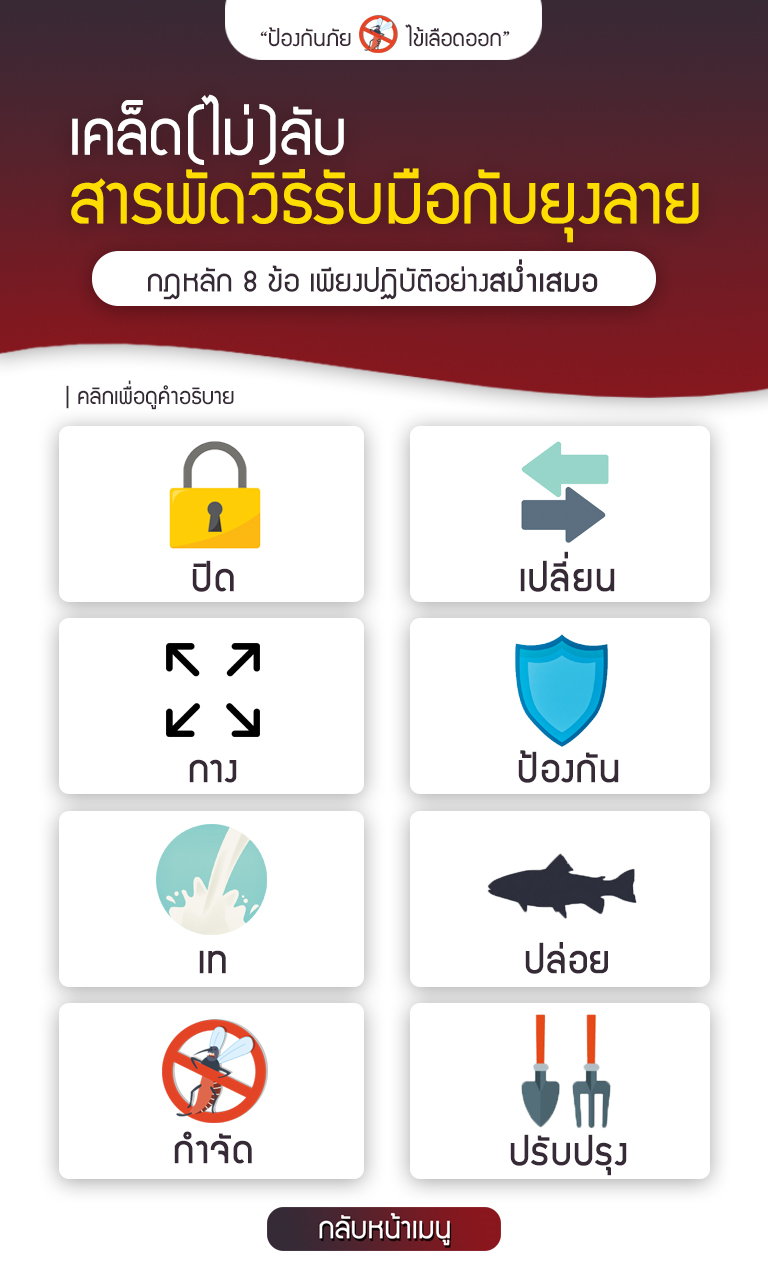 “ป้องกันภัย ไข้เลือดออก”
เคล็ด(ไม่)ลับ
สารพัดวิธีรับมือกับยุงลาย
กฎหลัก 8 ข้อ เพียงปฏิบัติอย่างสม่ำเสมอ
| คลิกเพื่อดูคำอธิบาย
ปิด
เปลี่ยน
กาง
ป้องกัน
เท
ปล่อย
กำจัด
ปรับปรุง
กลับหน้าเมนู